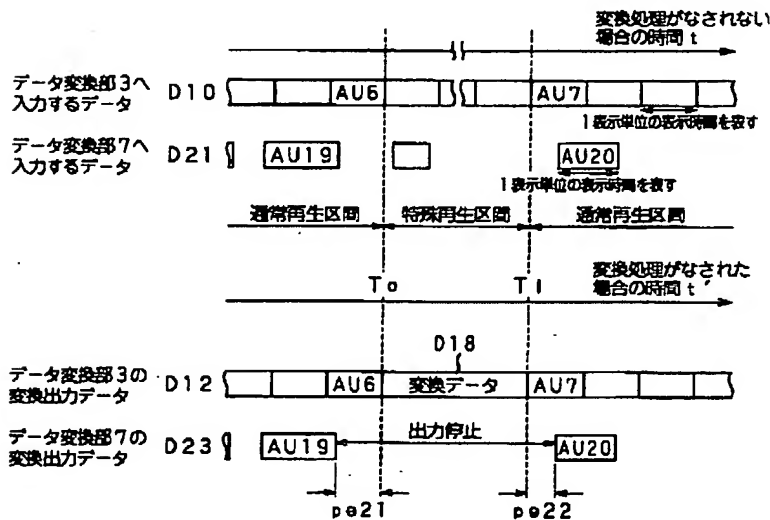 変換処理がなされない
場合の時間 t
データ変換部3へ
入力するデータ
D10
AU6
AU7
1表示単位の表示時間を表す
データ変換部7へ
入力するデータ
D21
AU19
AU20
1表示単位の表示時間を表す
通常再生区間
特殊再生区間
通常再生区間
To
T1
変換処理がなされた
場合の時間 t'
D18
データ変換部3の
変換出力データ
D12
AU6
変換データ
AU7
データ変換部7の
変換出力データ
D23
AU19
出力停止
AU20
pe21
pe22